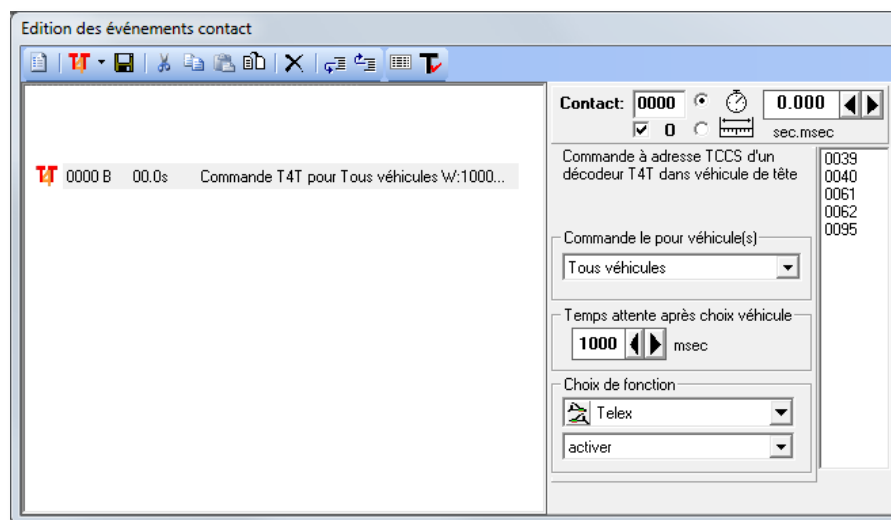 Edition des événements contact
T4T
0000 B 00.0s Commande T4T pour Tous véhicules W:1000...
Contact: 0000 0.000
0 sec.msec
Commande à adresse TCCS d'un
décodeur T4T dans véhicule de tête
0039
0040
0061
0062
0095
Commande le pour véhicule(s)
Tous véhicules
Temps attente après choix véhicule
1000 msec
Choix de fonction
Telex
activer